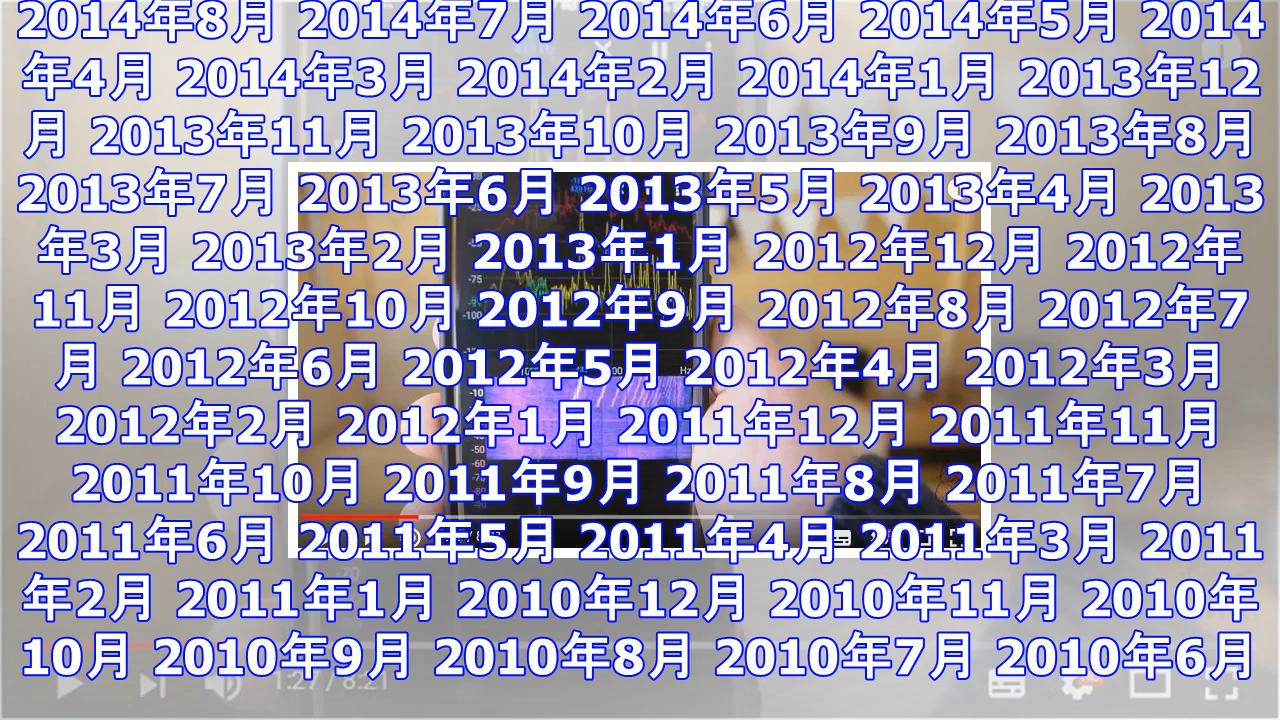 2014年8月 2014年7月 2014年6月 2014年5月 2014
年4月 2014年3月 2014年2月 2014年1月 2013年12
月 2013年11月 2013年10月 2013年9月 2013年8月
2013年7月 2013年6月 2013年5月 2013年4月 2013
年3月 2013年2月 2013年1月 2012年12月 2012年
11月 2012年10月 2012年9月 2012年8月 2012年7
月 2012年6月 2012年5月 2012年4月 2012年3月
2012年2月 2012年1月 2011年12月 2011年11月
2011年10月 2011年9月 2011年8月 2011年7月
2011年6月 2011年5月 2011年4月 2011年3月 2011
年2月 2011年1月 2010年12月 2010年11月 2010年
10月 2010年9月 2010年8月 2010年7月 2010年6月
-75
-100
Hz
-10
-50
-60
-70
1:27 / 8:21